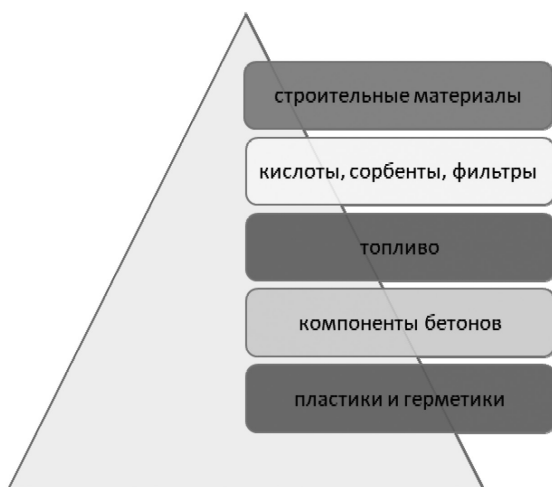 строительные материалы
кислоты, сорбенты, фильтры
топливо
компоненты бетонов
пластики и герметики